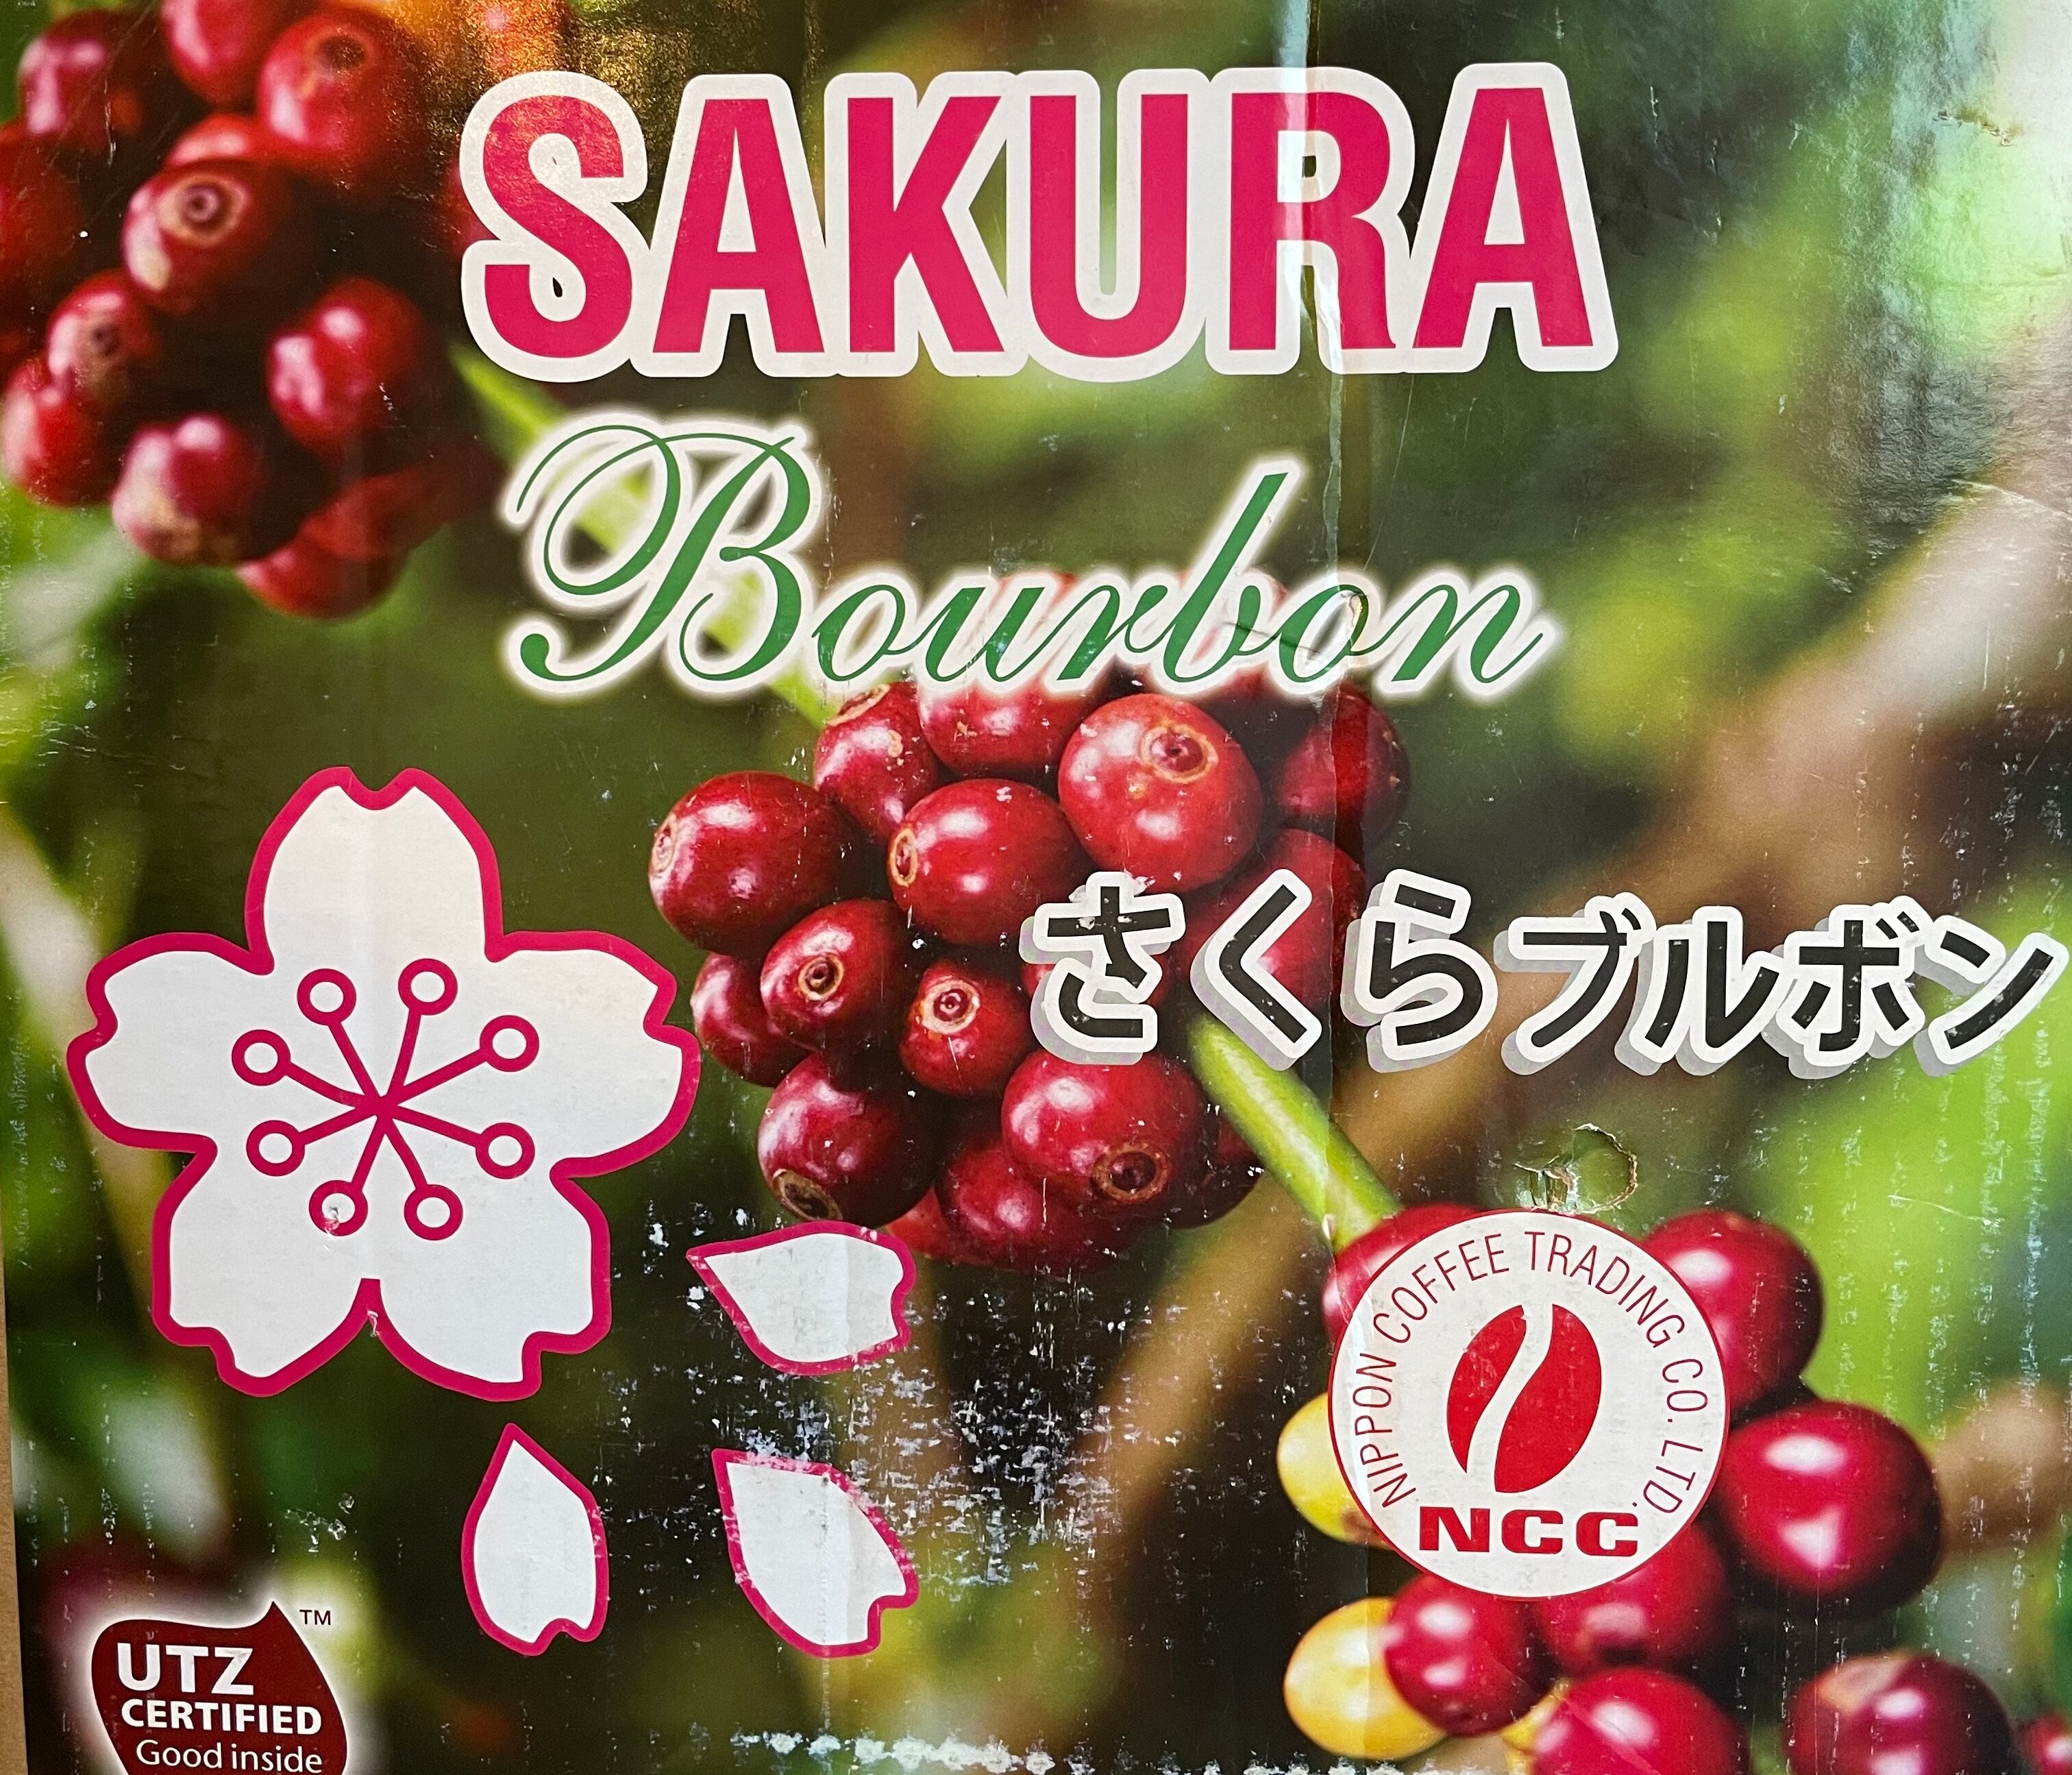 SAKURA
Bourbon
さくらブルボン
NIPPON COFFEE TRADING CO. LTD.
NCC
UTZ ™
CERTIFIED
Good inside